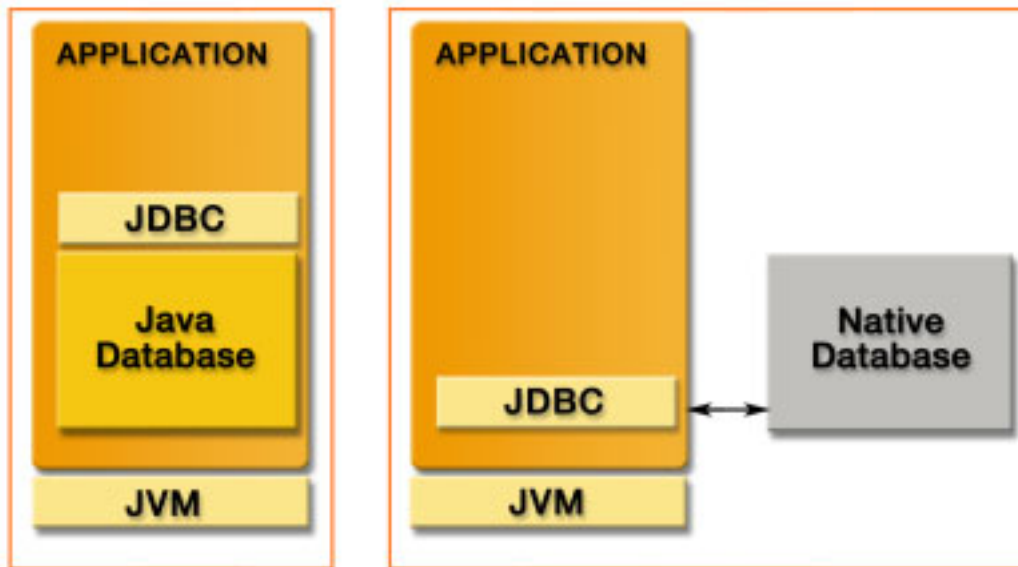 APPLICATION
JDBC
Java
Database
JVM
APPLICATION
JDBC
JVM
Native
Database